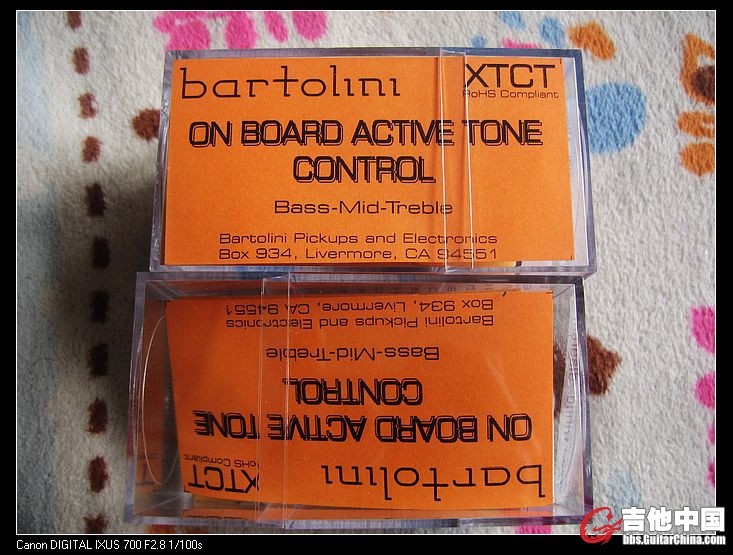 bartolini XTCT
RoHS Compliant
ON BOARD ACTIVE TONE
CONTROL
Bass-Mid-Treble
Bartolini Pickups and Electronics
Box 934, Livermore, CA 94551
bartolini XTCT
RoHS Compliant
ON BOARD ACTIVE TONE
CONTROL
Bass-Mid-Treble
Bartolini Pickups and Electronics
Box 934, Livermore, CA 94551
吉他中国
bbs.GuitarChina.com
Canon DIGITAL IXUS 700 F2.8 1/100s